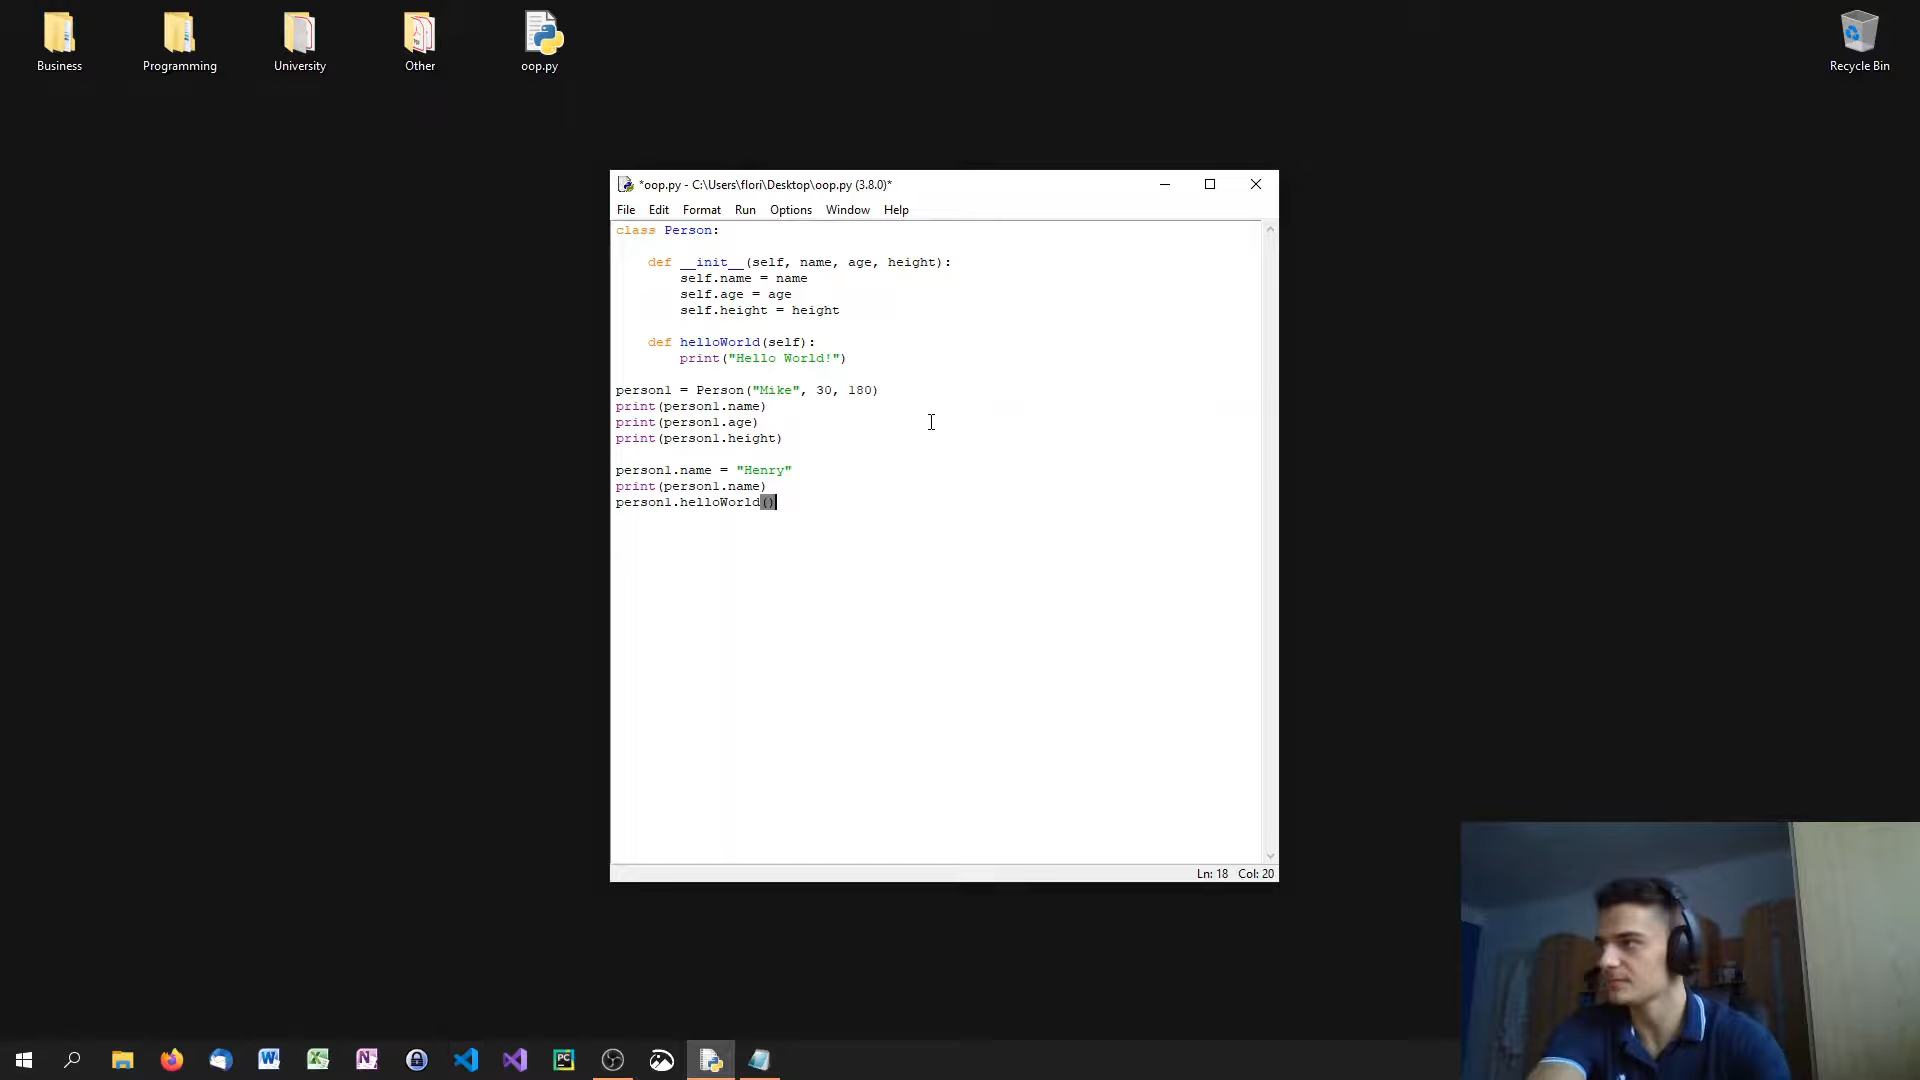 Business
Programming
University
Other
oop.py
Recycle Bin
*oop.py - C:\Users\flori\Desktop\oop.py (3.8.0)*
File Edit Format Run Options Window Help
class Person:
    def __init__(self, name, age, height):
        self.name = name
        self.age = age
        self.height = height
    def helloWorld(self):
        print("Hello World!")
person1 = Person("Mike", 30, 180)
print(person1.name)
print(person1.age)
print(person1.height)
person1.name = "Henry"
print(person1.name)
person1.helloWorld()
Ln: 18 Col: 20